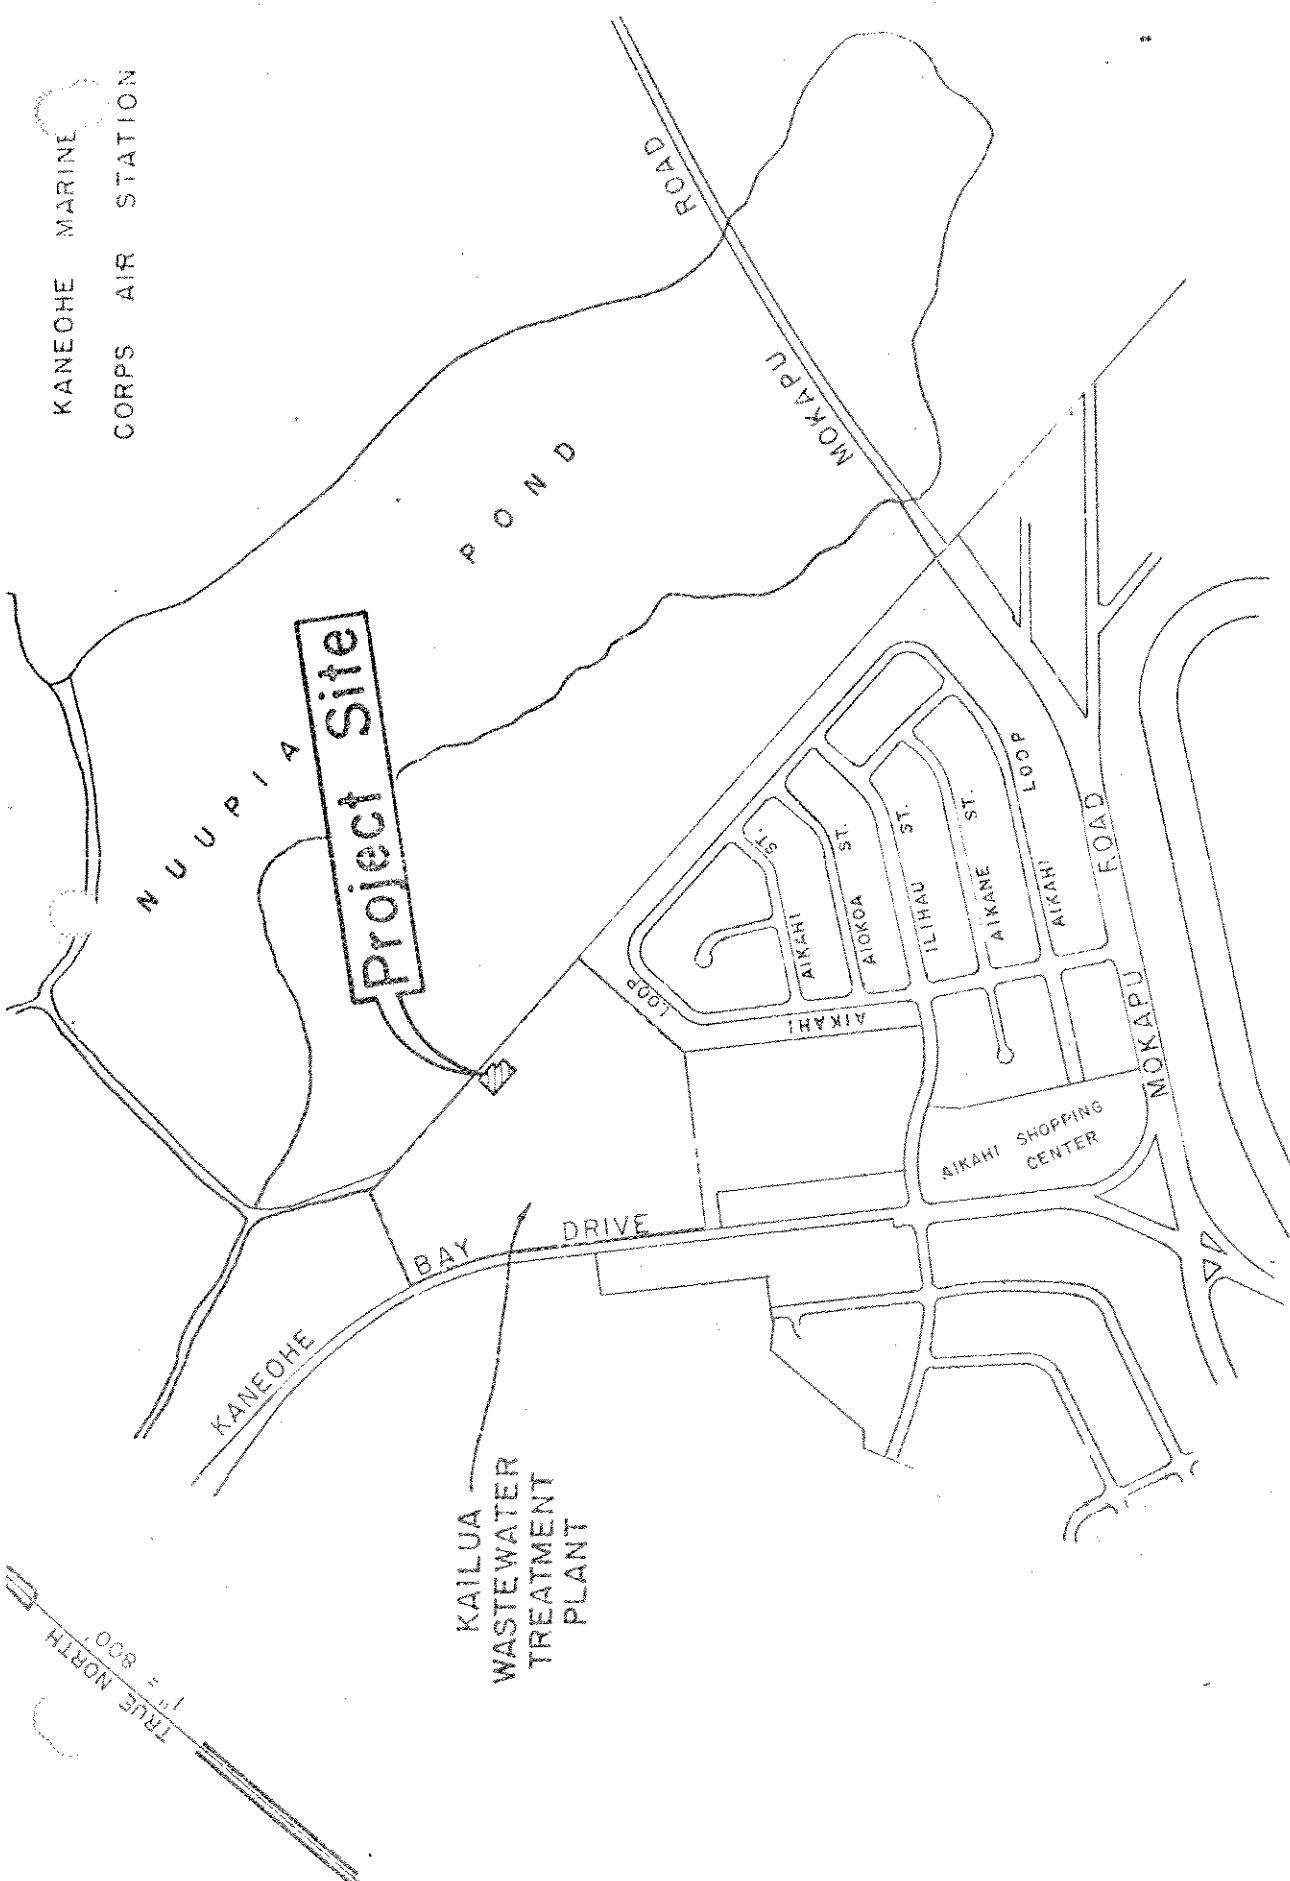 KANEOHE MARINE
CORPS AIR STATION
ROAD
MOKAPU
NUUPIA
POND
Project Site
LOOP
AIKAHI
ST.
AIKAHI
ST.
AIOKOA
ST.
ILIHAU
ST.
AIKANE
LOOP
AIKAHI
ROAD
MOKAPU
AIKAHI SHOPPING
CENTER
KANEOHE
BAY
DRIVE
KAILUA
WASTEWATER
TREATMENT
PLANT
TRUE NORTH
1" = 800'